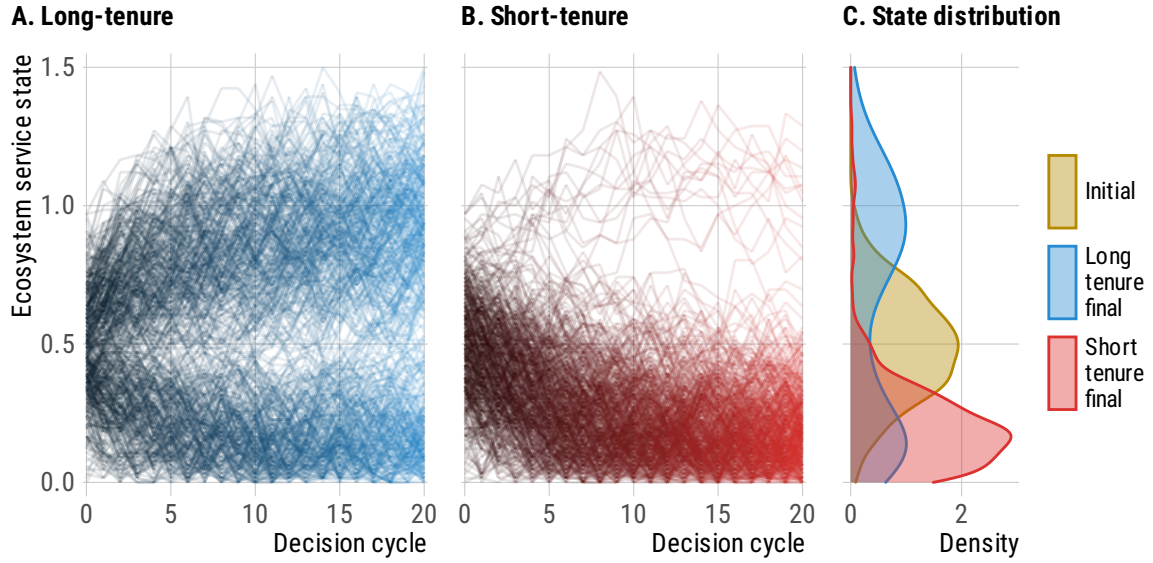 A. Long-tenure
B. Short-tenure
C. State distribution
Ecosystem service state
1.5
1.0
0.5
0.0
0 5 10 15 20
Decision cycle
0 5 10 15 20
Decision cycle
0 2
Density
Initial
Long
tenure
final
Short
tenure
final